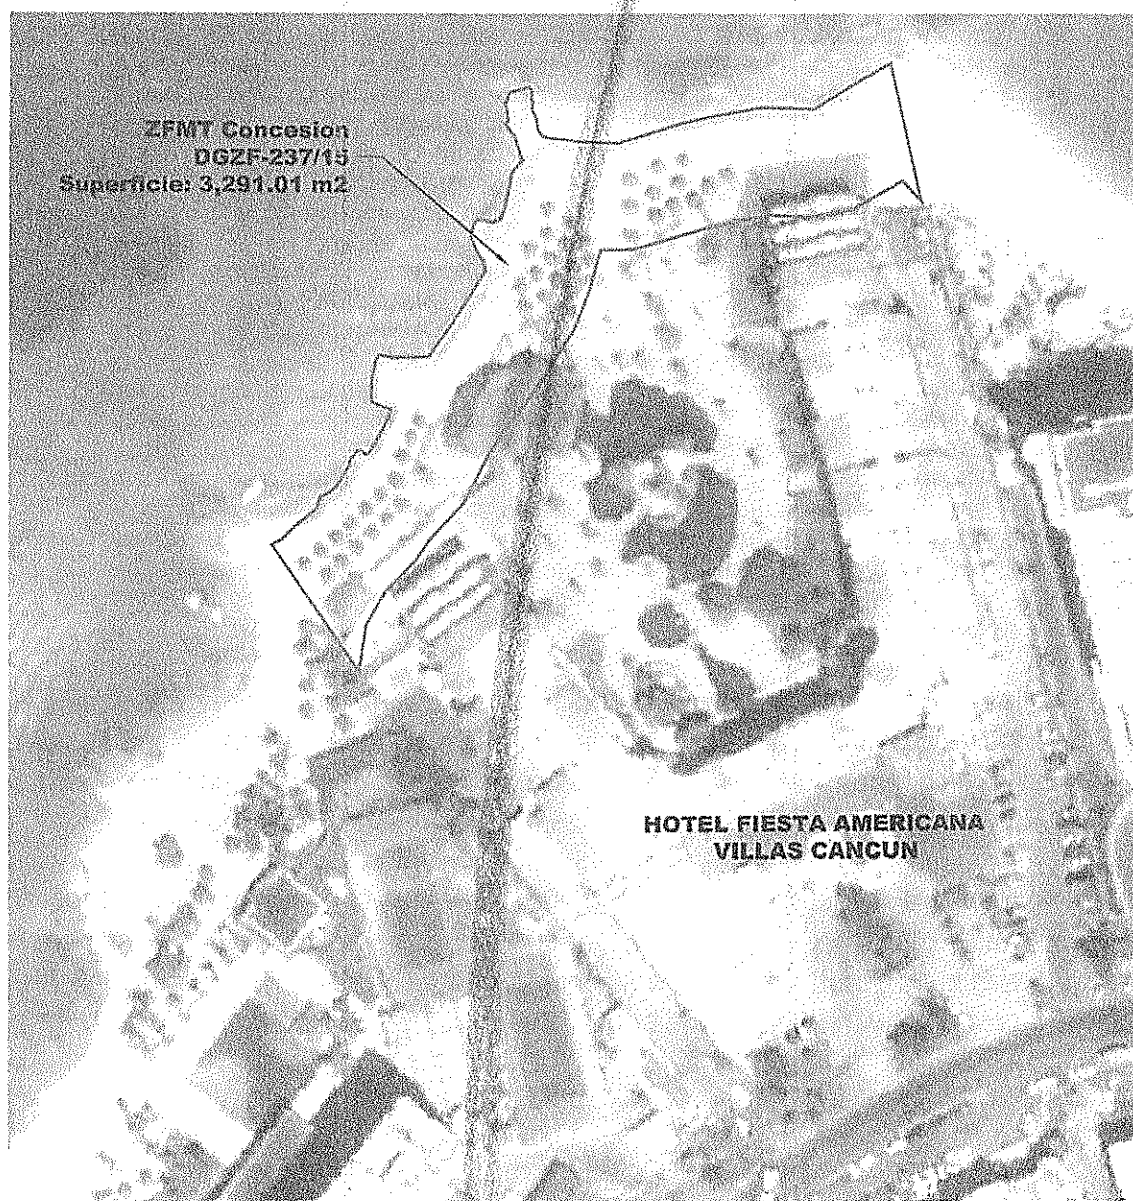 ZFMT Concesion
DGZF-237/15
Superficie: 3,291.01 m2
HOTEL FIESTA AMERICANA
VILLAS CANCUN